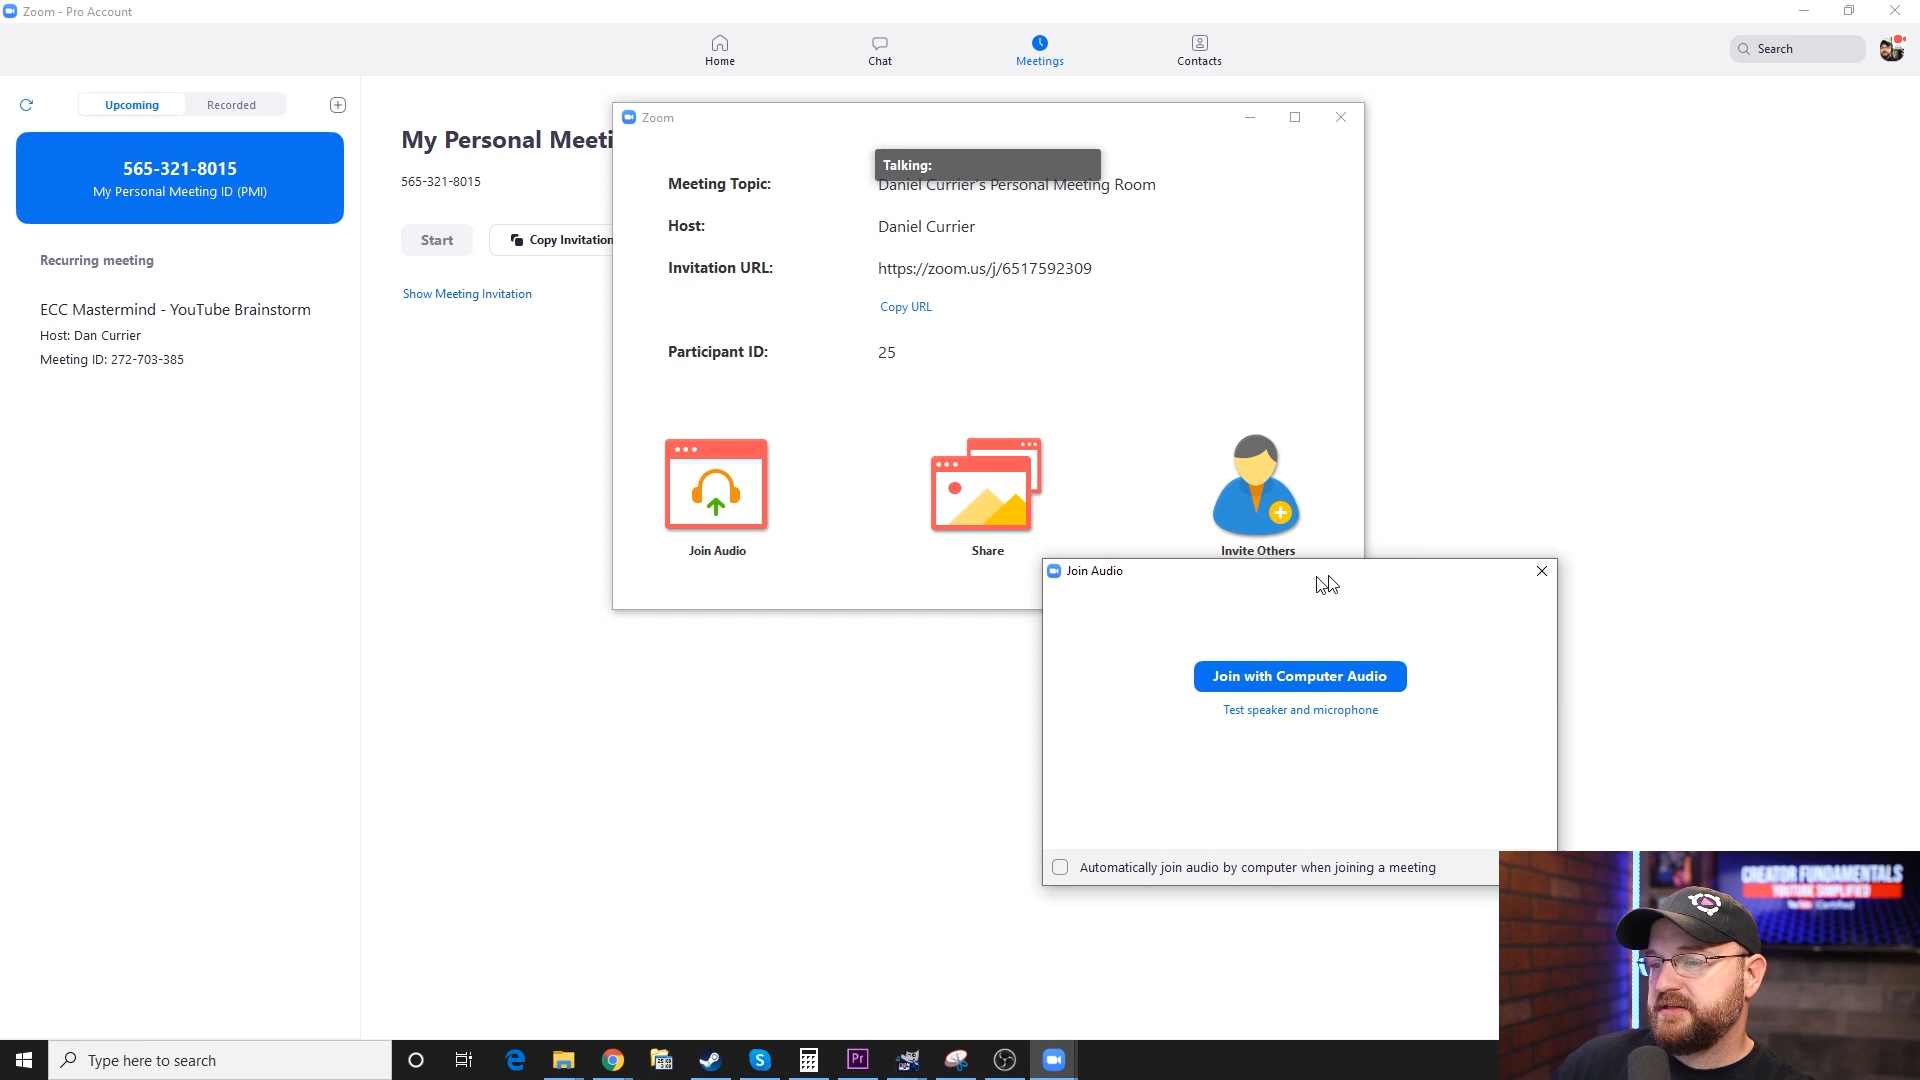 Zoom - Pro Account
Home
Chat
Meetings
Contacts
Search
Upcoming
Recorded
565-321-8015
My Personal Meeting ID (PMI)
Recurring meeting
ECC Mastermind - YouTube Brainstorm
Host: Dan Currier
Meeting ID: 272-703-385
My Personal Meeti
565-321-8015
Start
Copy Invitation
Show Meeting Invitation
Zoom
Talking:
Meeting Topic:
Daniel Currier's Personal Meeting Room
Host:
Daniel Currier
Invitation URL:
https://zoom.us/j/6517592309
Copy URL
Participant ID:
25
Join Audio
Share
Invite Others
Join Audio
Join with Computer Audio
Test speaker and microphone
Automatically join audio by computer when joining a meeting
CREATOR FUNDAMENTALS
YOUTUBE SIMPLIFIED
Type here to search
Pr